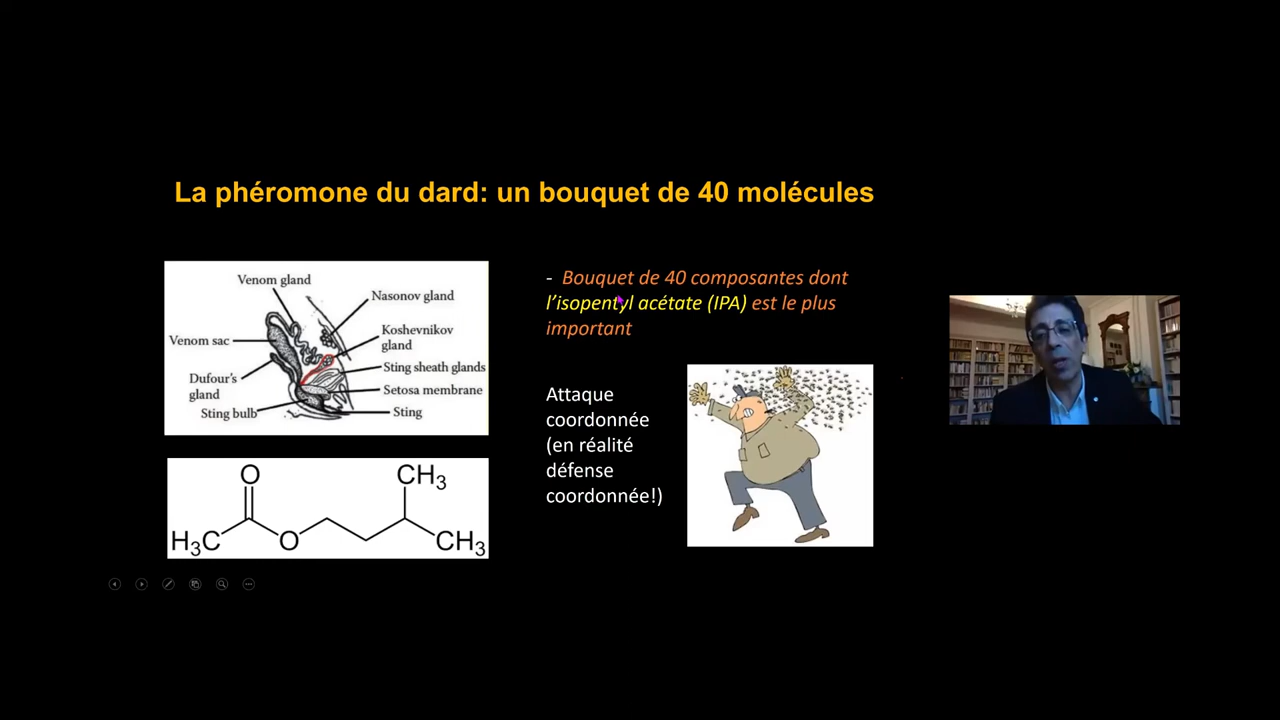 La phéromone du dard: un bouquet de 40 molécules
Venom gland
Nasonov gland
Koshevnikov
gland
Venom sac
Sting sheath glands
Dufour's
gland
Setosa membrane
Sting bulb
Sting
O
CH3
H3C
O
CH3
- Bouquet de 40 composantes dont
l'isopentyl acétate (IPA) est le plus
important
Attaque
coordonnée
(en réalité
défense
coordonnée!)